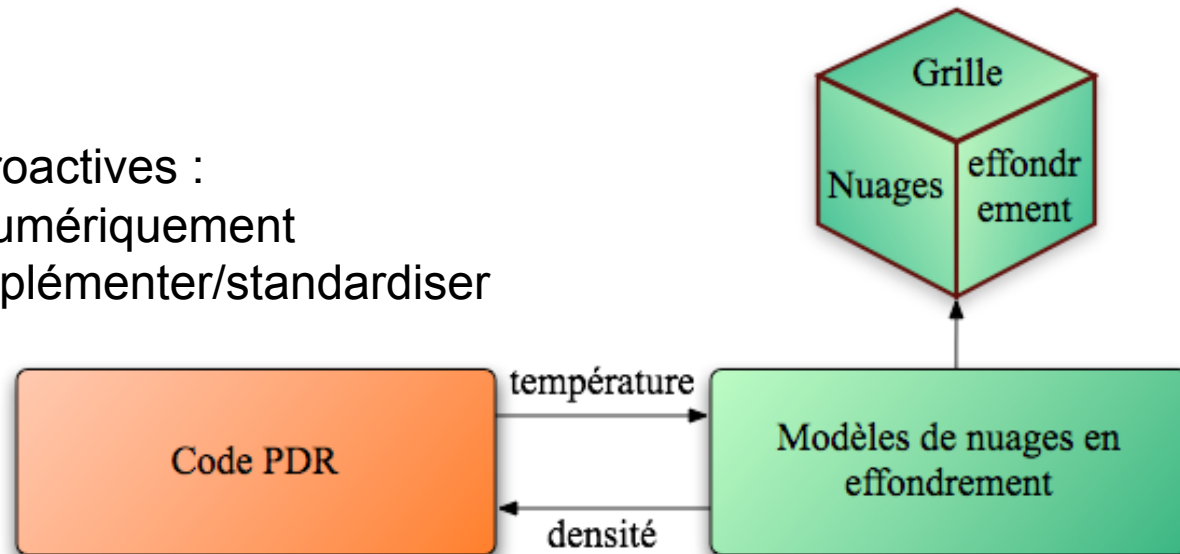 Grille
Nuages
effondr
ement
roactives :
umériquement
plémenter/standardiser
température
Code PDR
Modèles de nuages en
effondrement
densité